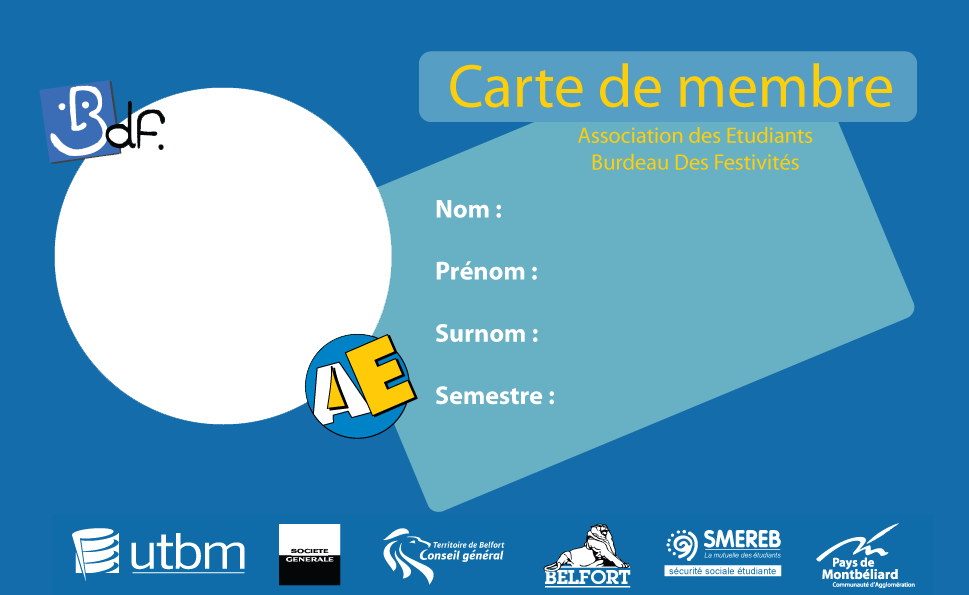 Carte de membre
Association des Etudiants
Burdeau Des Festivités
Bdf.
Nom :
Prénom :
Surnom :
AE
Semestre :
utbm
SOCIETE
GENERALE
Territoire de Belfort
Conseil général
BELFORT
SMEREB
La mutuelle des étudiants
sécurité sociale étudiante
Pays de
Montbéliard
Communauté d'Agglomération